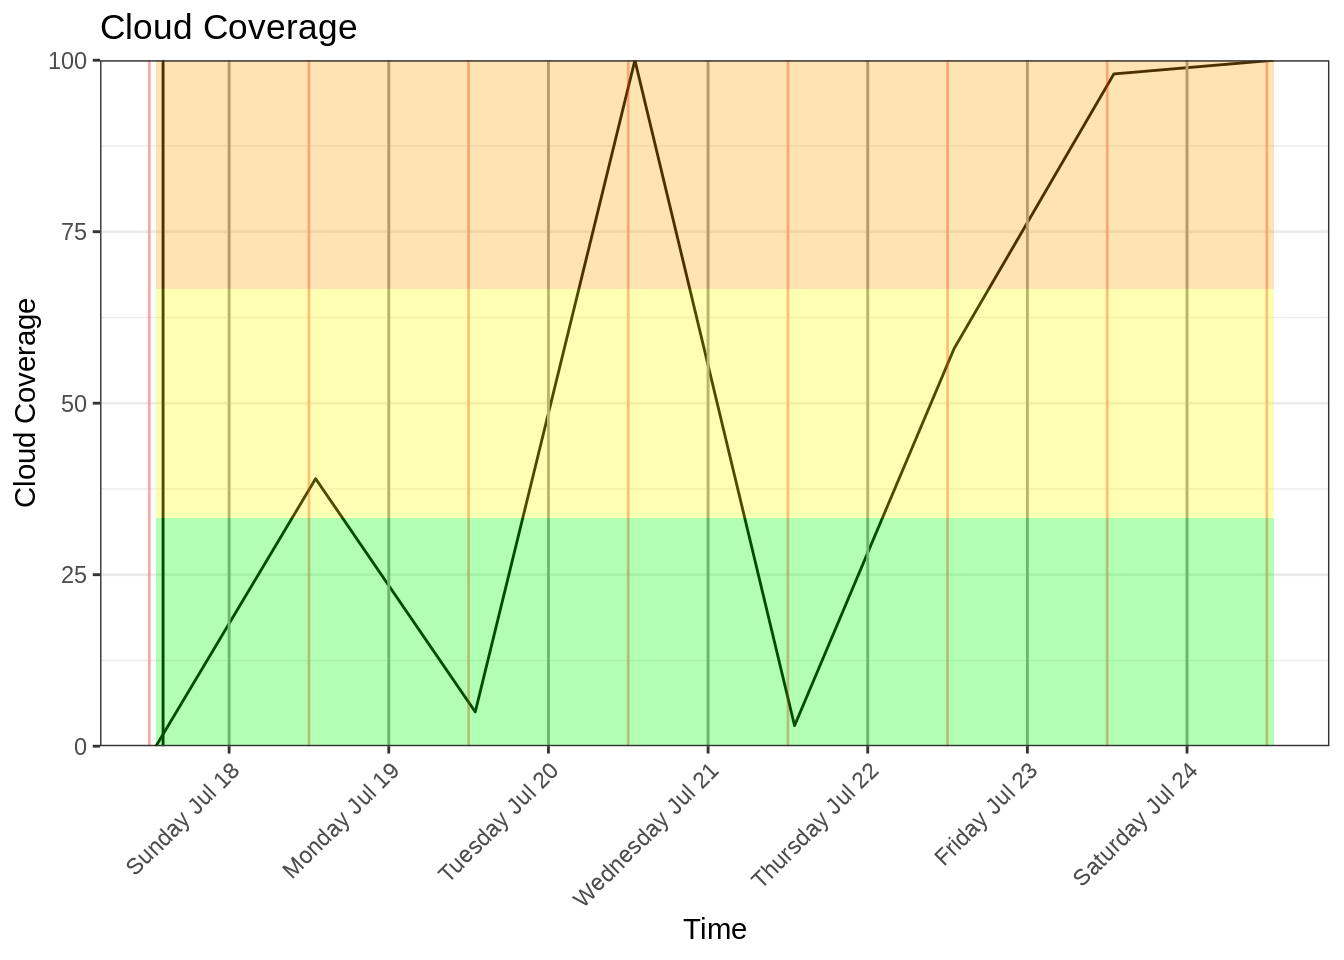 Cloud Coverage
100
75
50
25
0
Cloud Coverage
Sunday Jul 18
Monday Jul 19
Tuesday Jul 20
Wednesday Jul 21
Thursday Jul 22
Friday Jul 23
Saturday Jul 24
Time